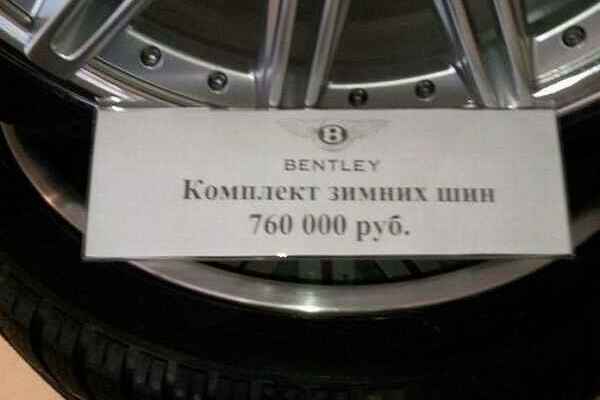 B
BENTLEY
Комплект зимних шин
760 000 руб.